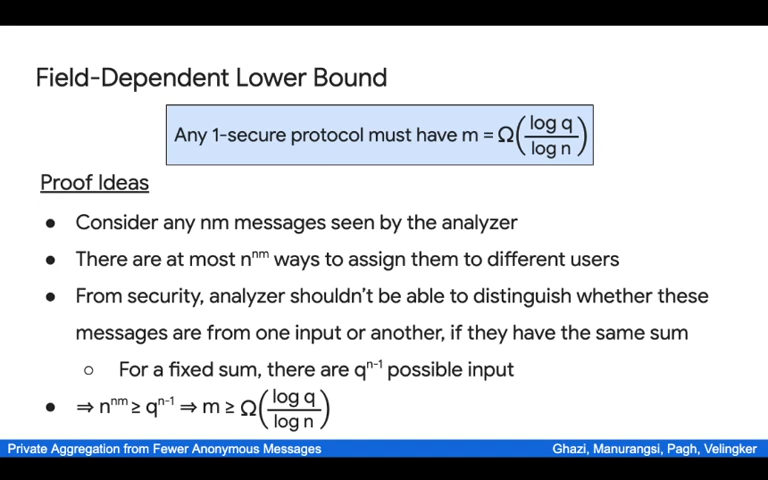 Field-Dependent Lower Bound
Any 1-secure protocol must have m = Ω(log q / log n)
Proof Ideas
● Consider any nm messages seen by the analyzer
● There are at most nⁿᵐ ways to assign them to different users
● From security, analyzer shouldn't be able to distinguish whether these
messages are from one input or another, if they have the same sum
○ For a fixed sum, there are qⁿ⁻¹ possible input
● ⇒ nⁿᵐ ≥ qⁿ⁻¹ ⇒ m ≥ Ω(log q / log n)
Private Aggregation from Fewer Anonymous Messages
Ghazi, Manurangsi, Pagh, Velingker